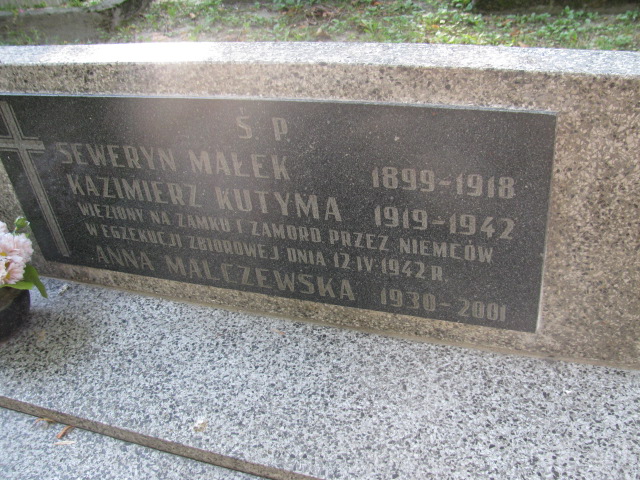 Ś P.
SEWERYN MAŁEK 1899-1918
KAZIMIERZ KUTYMA 1919-1942
WIĘZIONY NA ZAMKU I ZAMORD PRZEZ NIEMCÓW
W EGZEKUCJI ZBIOROWEJ DNIA 12 IV 1942 R.
ANNA MALCZEWSKA 1930-2001